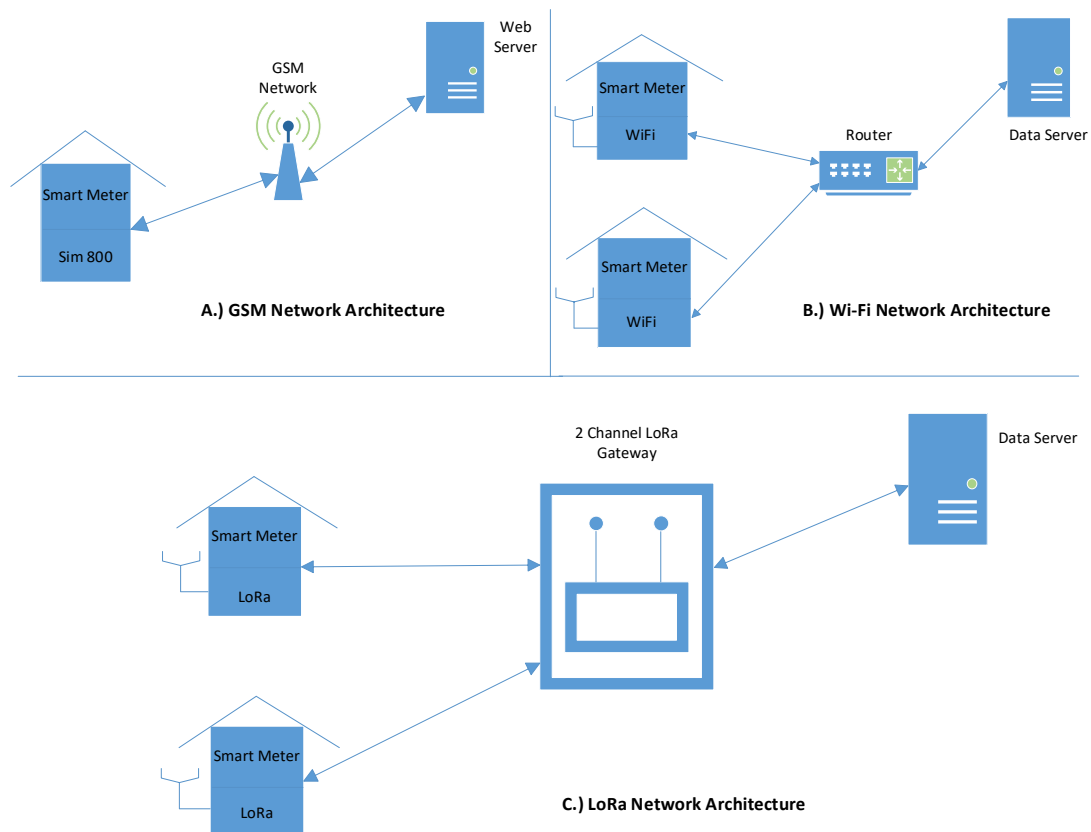 GSM
Network
Web
Server
Smart Meter
Sim 800
A.) GSM Network Architecture
Smart Meter
WiFi
Router
Data Server
Smart Meter
WiFi
B.) Wi-Fi Network Architecture
2 Channel LoRa
Gateway
Data Server
Smart Meter
LoRa
Smart Meter
LoRa
C.) LoRa Network Architecture